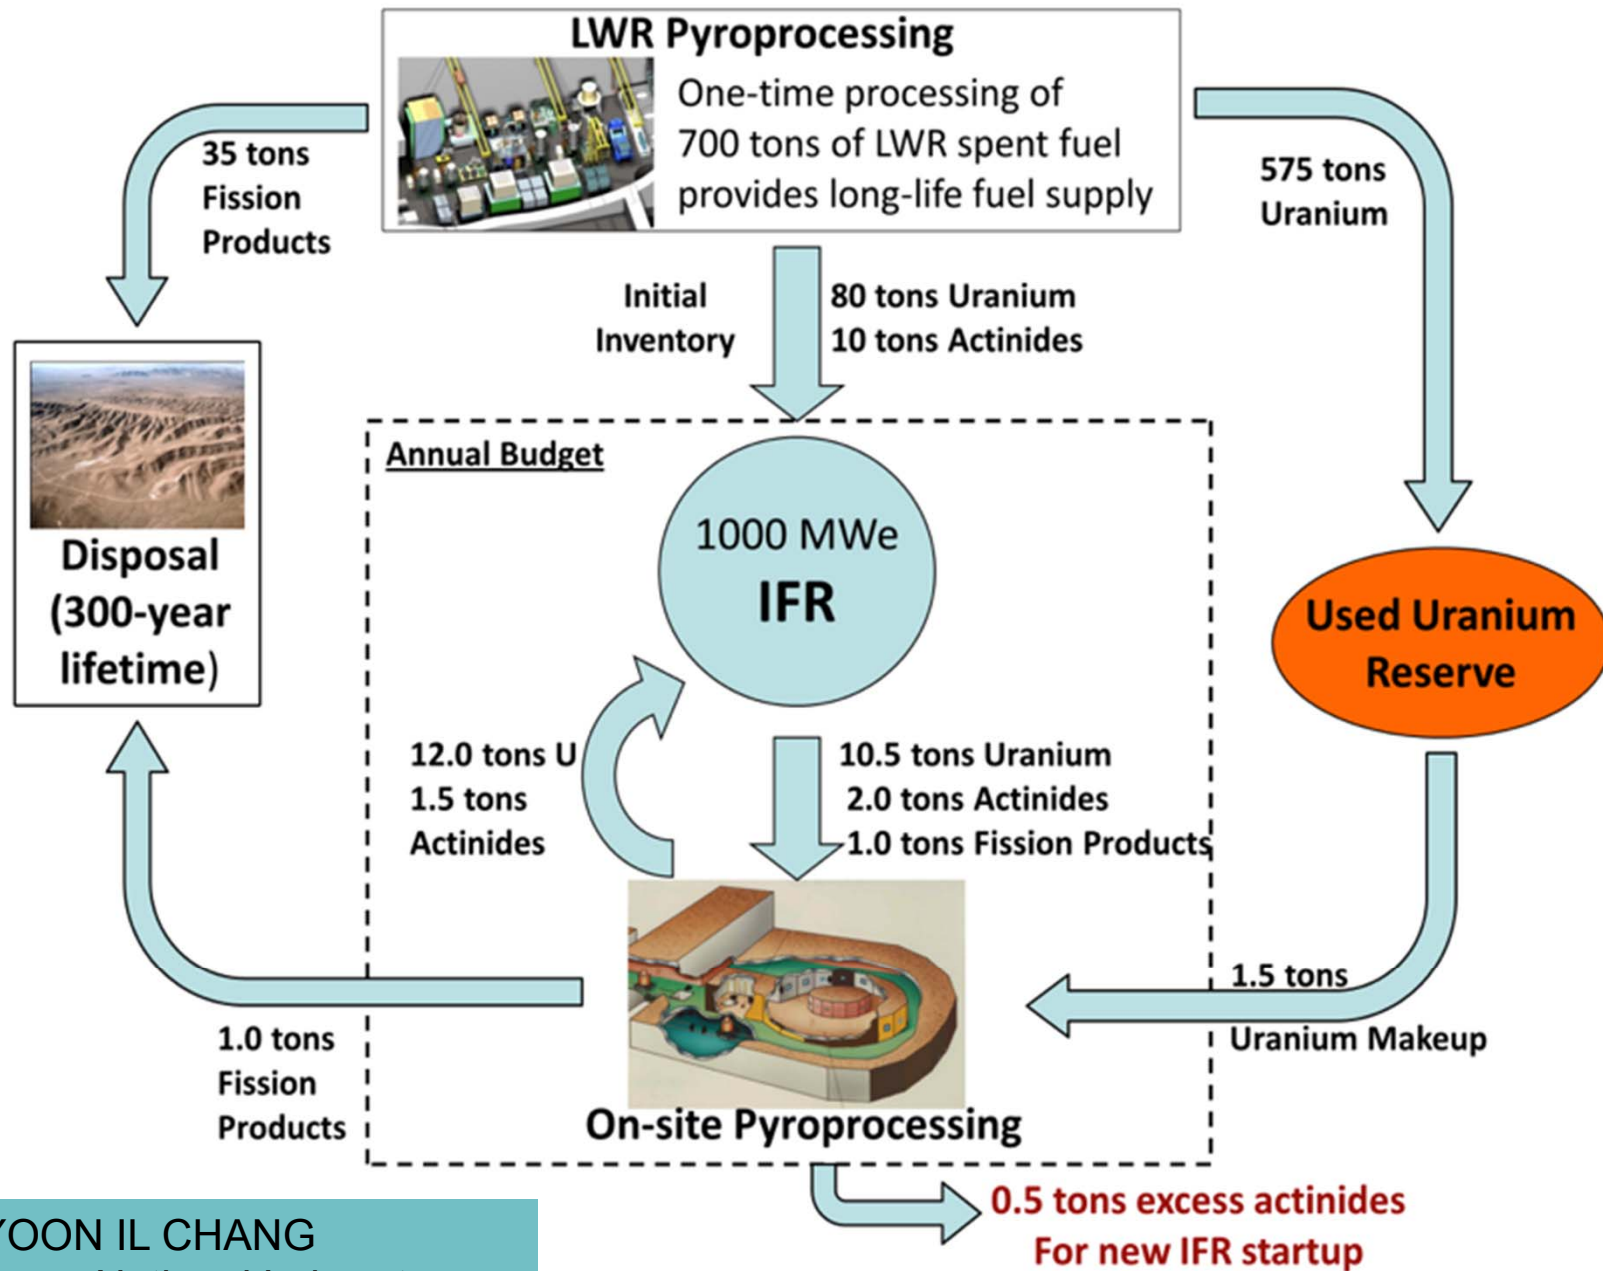 LWR Pyroprocessing
One-time processing of
700 tons of LWR spent fuel
provides long-life fuel supply
35 tons
Fission
Products
575 tons
Uranium
Initial
Inventory
80 tons Uranium
10 tons Actinides
Annual Budget
1000 MWe
IFR
Disposal
(300-year
lifetime)
Used Uranium
Reserve
12.0 tons U
1.5 tons
Actinides
10.5 tons Uranium
2.0 tons Actinides
1.0 tons Fission Products
1.5 tons
Uranium Makeup
1.0 tons
Fission
Products
On-site Pyroprocessing
0.5 tons excess actinides
For new IFR startup
YOON IL CHANG